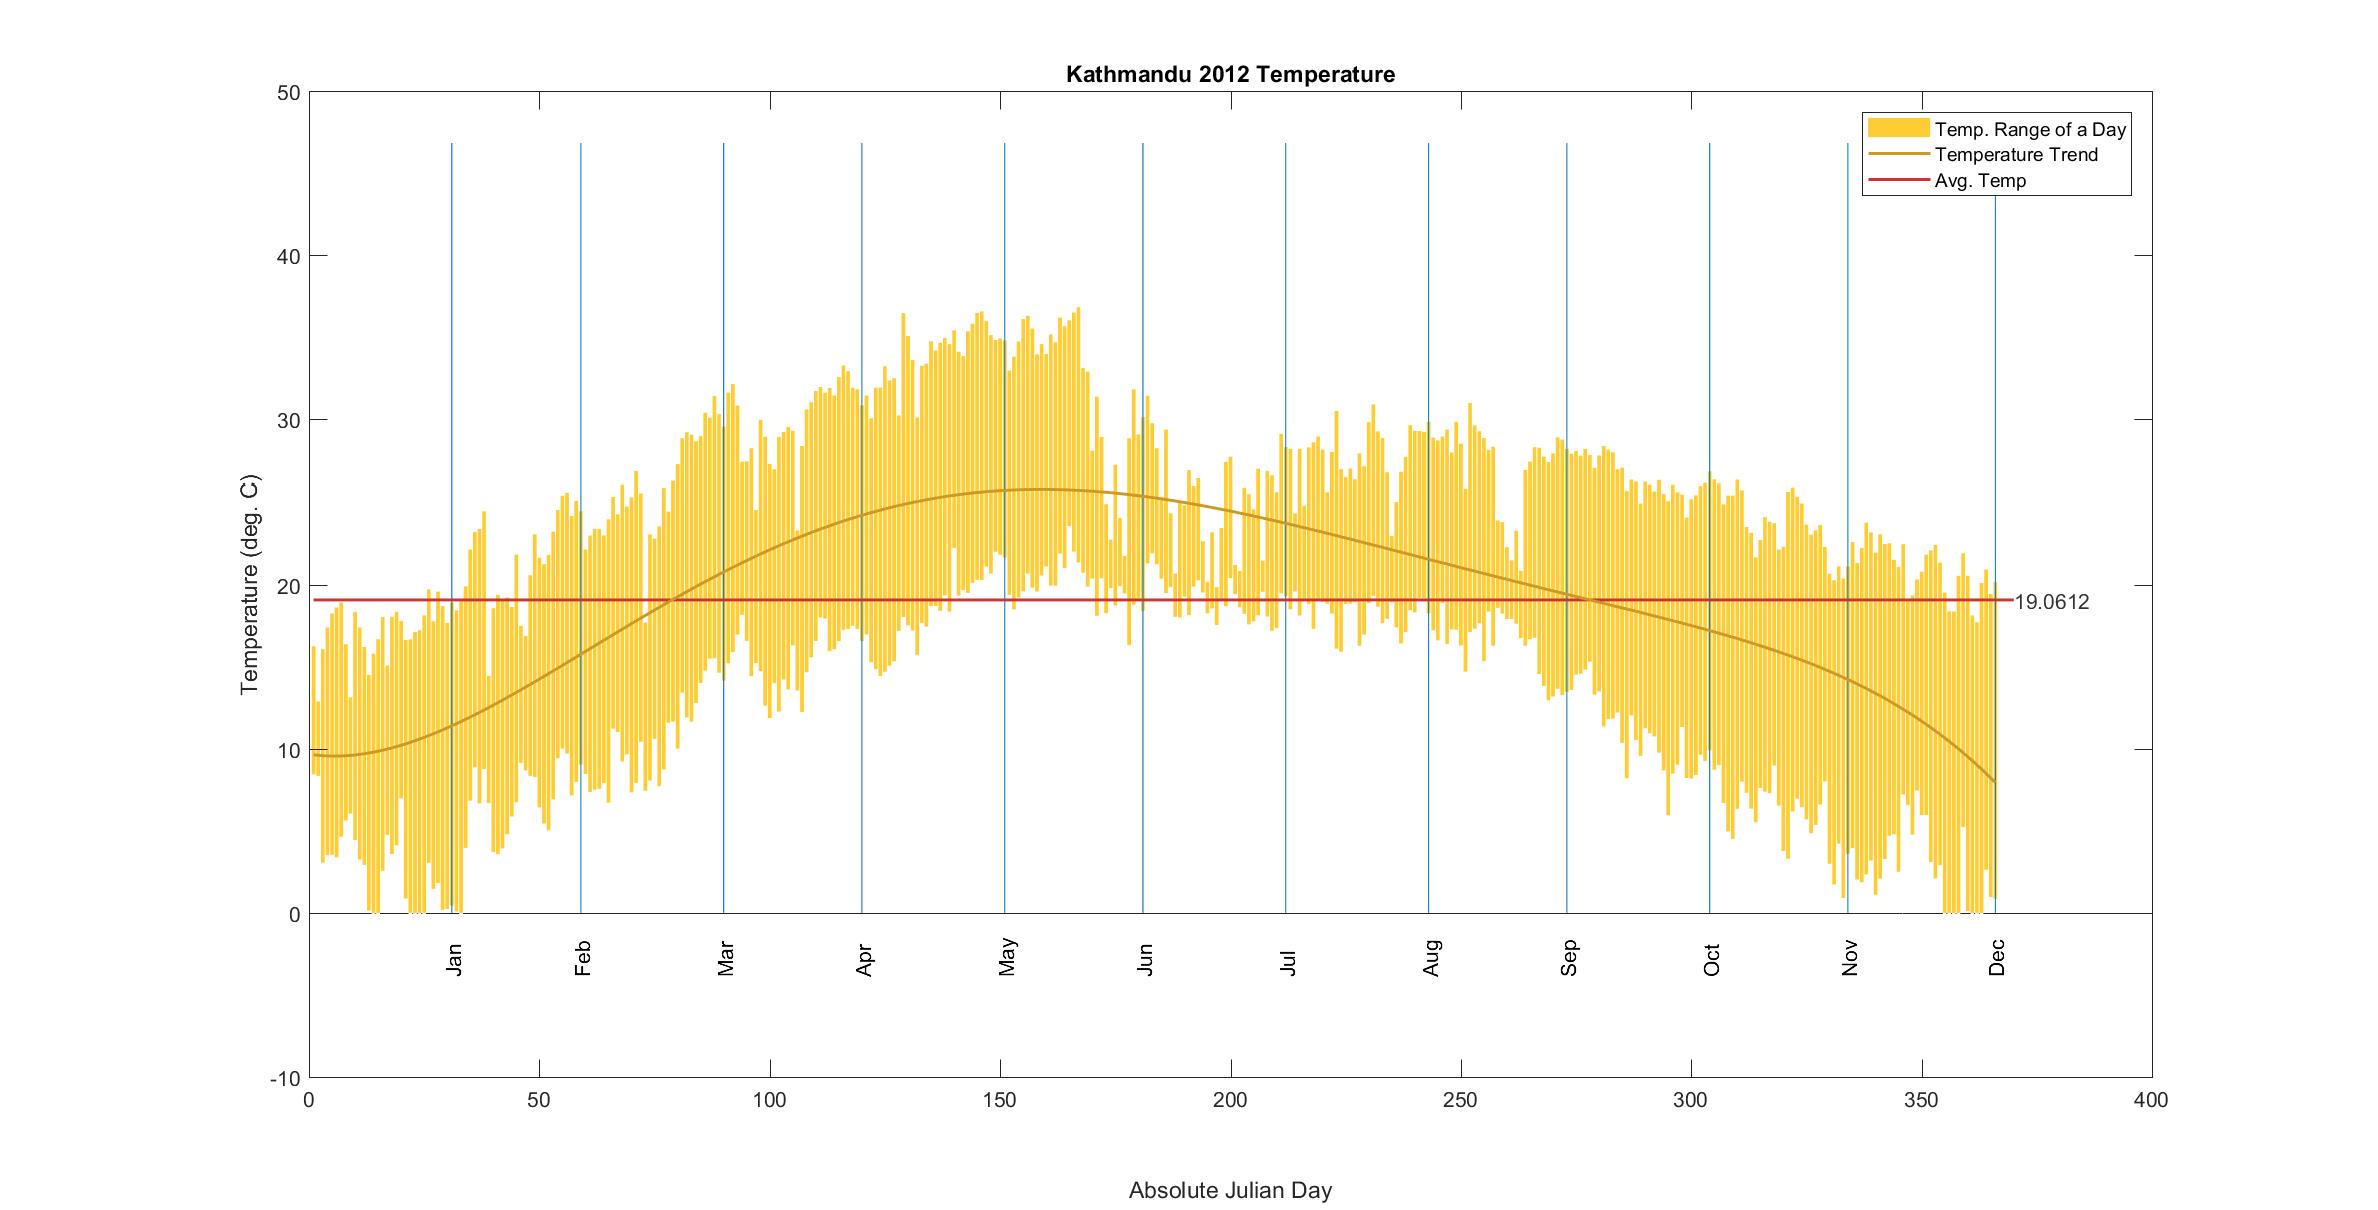 Kathmandu 2012 Temperature
Temp. Range of a Day
Temperature Trend
Avg. Temp
Temperature (deg. C)
50
40
30
20
10
0
-10
19.0612
Jan
Feb
Mar
Apr
May
Jun
Jul
Aug
Sep
Oct
Nov
Dec
0 50 100 150 200 250 300 350 400
Absolute Julian Day